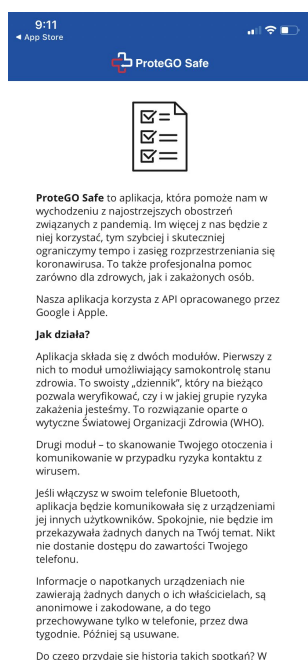 9:11
◀ App Store
ProteGO Safe
ProteGO Safe to aplikacja, która pomoże nam w
wychodzeniu z najostrzejszych obostrzeń
związanych z pandemią. Im więcej z nas będzie z
niej korzystać, tym szybciej i skuteczniej
ograniczymy tempo i zasięg rozprzestrzeniania się
koronawirusa. To także profesjonalna pomoc
zarówno dla zdrowych, jak i zakażonych osób.
Nasza aplikacja korzysta z API opracowanego przez
Google i Apple.
Jak działa?
Aplikacja składa się z dwóch modułów. Pierwszy z
nich to moduł umożliwiający samokontrolę stanu
zdrowia. To swoisty „dziennik”, który na bieżąco
pozwala weryfikować, czy i w jakiej grupie ryzyka
zakażenia jesteśmy. To rozwiązanie oparte o
wytyczne Światowej Organizacji Zdrowia (WHO).
Drugi moduł – to skanowanie Twojego otoczenia i
komunikowanie w przypadku ryzyka kontaktu z
wirusem.
Jeśli włączysz w swoim telefonie Bluetooth,
aplikacja będzie komunikowała się z urządzeniami
jej innych użytkowników. Spokojnie, nie będzie im
przekazywała żadnych danych na Twój temat. Nikt
nie dostanie dostępu do zawartości Twojego
telefonu.
Informacje o napotkanych urządzeniach nie
zawierają żadnych danych o ich właścicielach, są
anonimowe i zakodowane, a do tego
przechowywane tylko w telefonie, przez dwa
tygodnie. Później są usuwane.
Do czego przydaje się historia takich spotkań? W